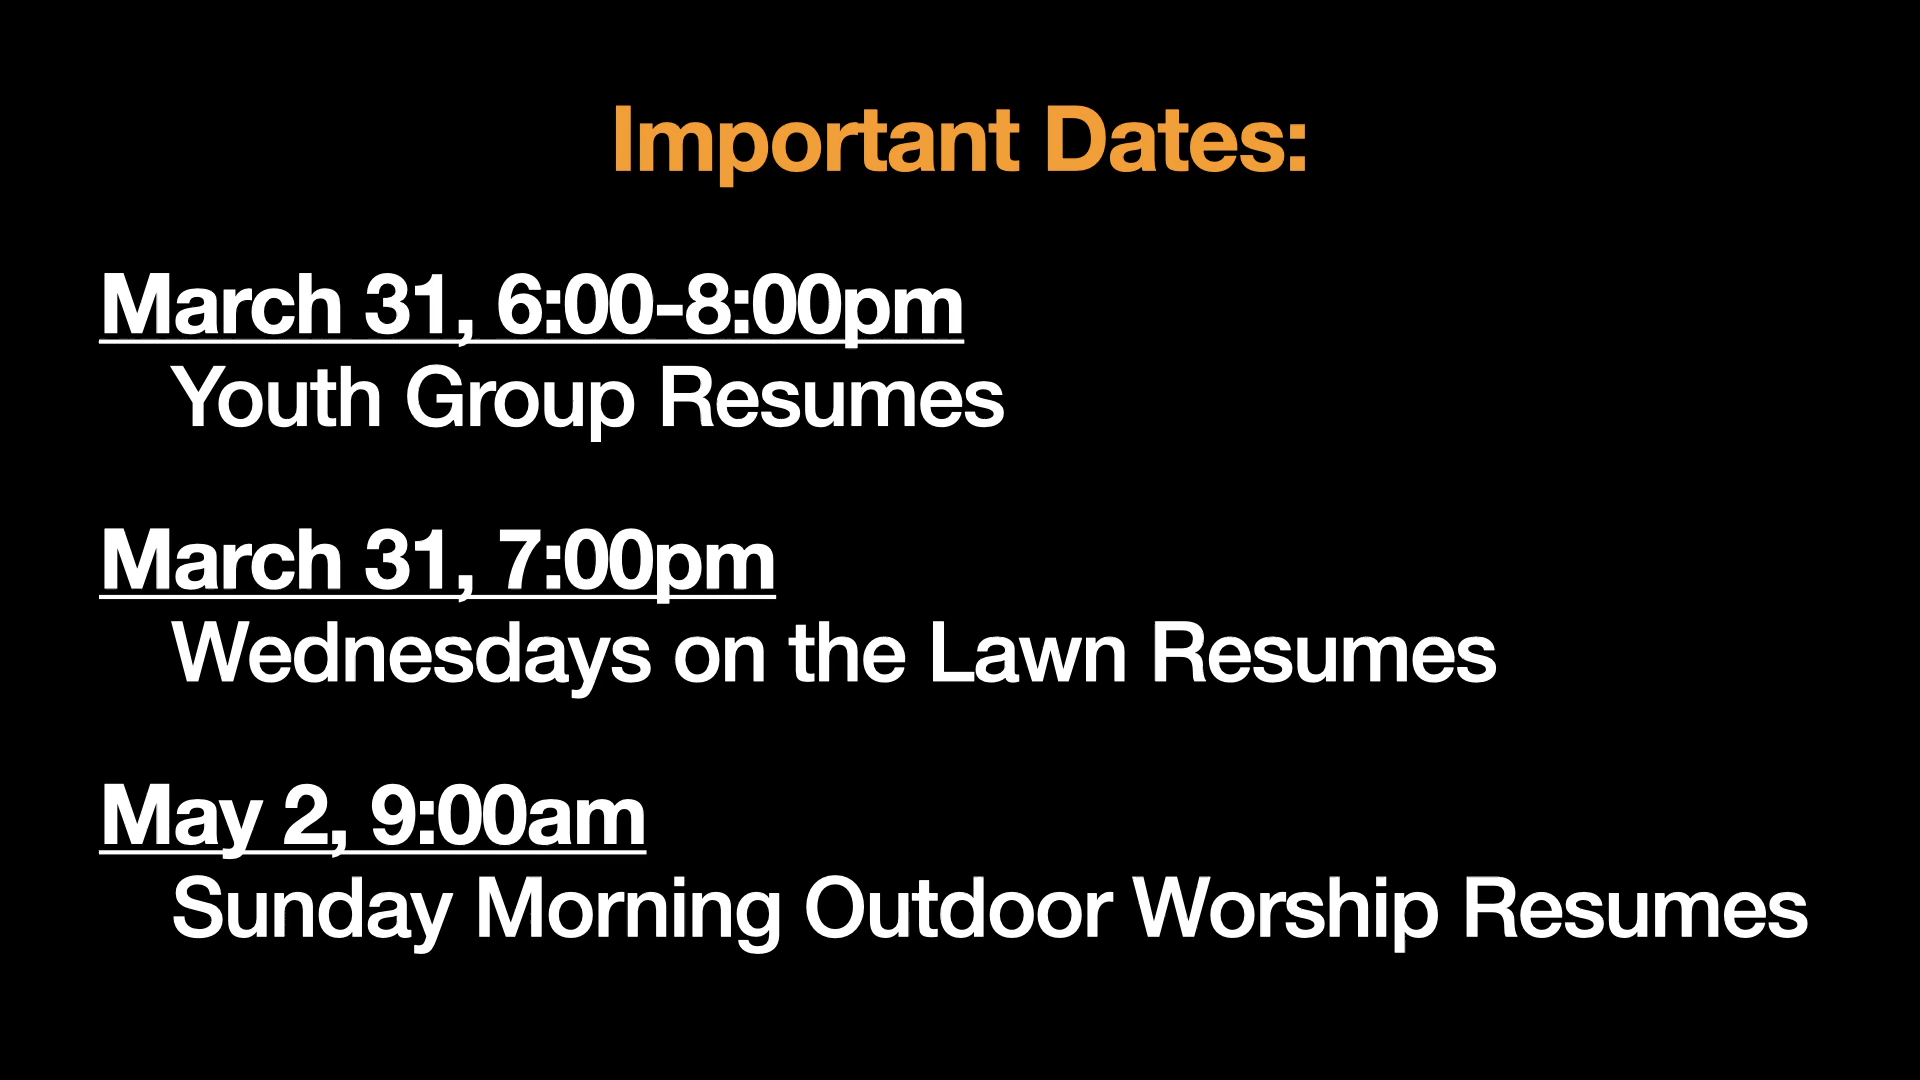 Important Dates:
March 31, 6:00-8:00pm
Youth Group Resumes
March 31, 7:00pm
Wednesdays on the Lawn Resumes
May 2, 9:00am
Sunday Morning Outdoor Worship Resumes